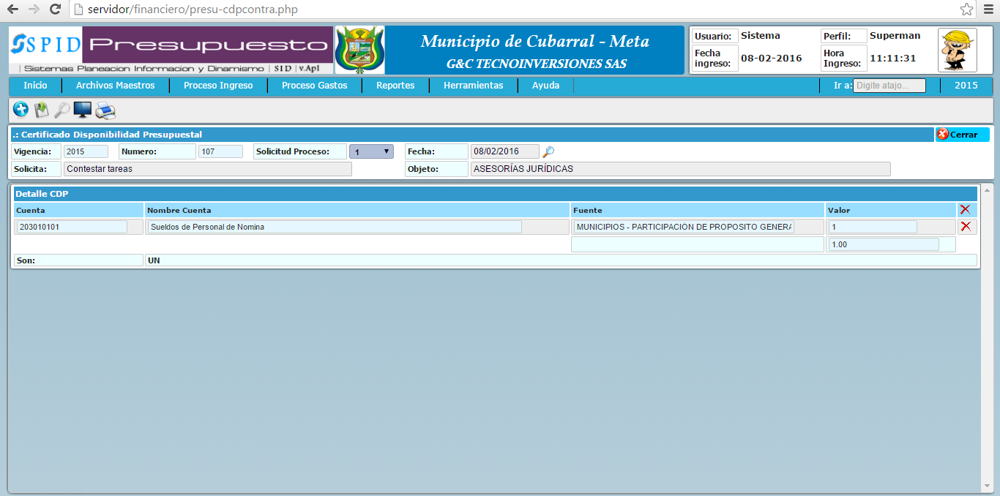 servidor/financiero/presu-cdpcontra.php
SSPID Presupuesto
| Sistemas Planeacion Informacion y Dinamismo | SID | v.Ap1
Municipio de Cubarral - Meta
G&C TECNOINVERSIONES SAS
Usuario: Sistema Perfil: Superman
Fecha ingreso: 08-02-2016 Hora Ingreso: 11:11:31
Inicio Archivos Maestros Proceso Ingreso Proceso Gastos Reportes Herramientas Ayuda Ir a: Digite atajo... 2015
.: Certificado Disponibilidad Presupuestal Cerrar
Vigencia: 2015 Numero: 107 Solicitud Proceso: 1 Fecha: 08/02/2016
Solicita: Contestar tareas Objeto: ASESORÍAS JURÍDICAS
Detalle CDP
Cuenta Nombre Cuenta Fuente Valor
203010101 Sueldos de Personal de Nomina MUNICIPIOS - PARTICIPACIÓN DE PROPOSITO GENERA 1
1.00
Son: UN